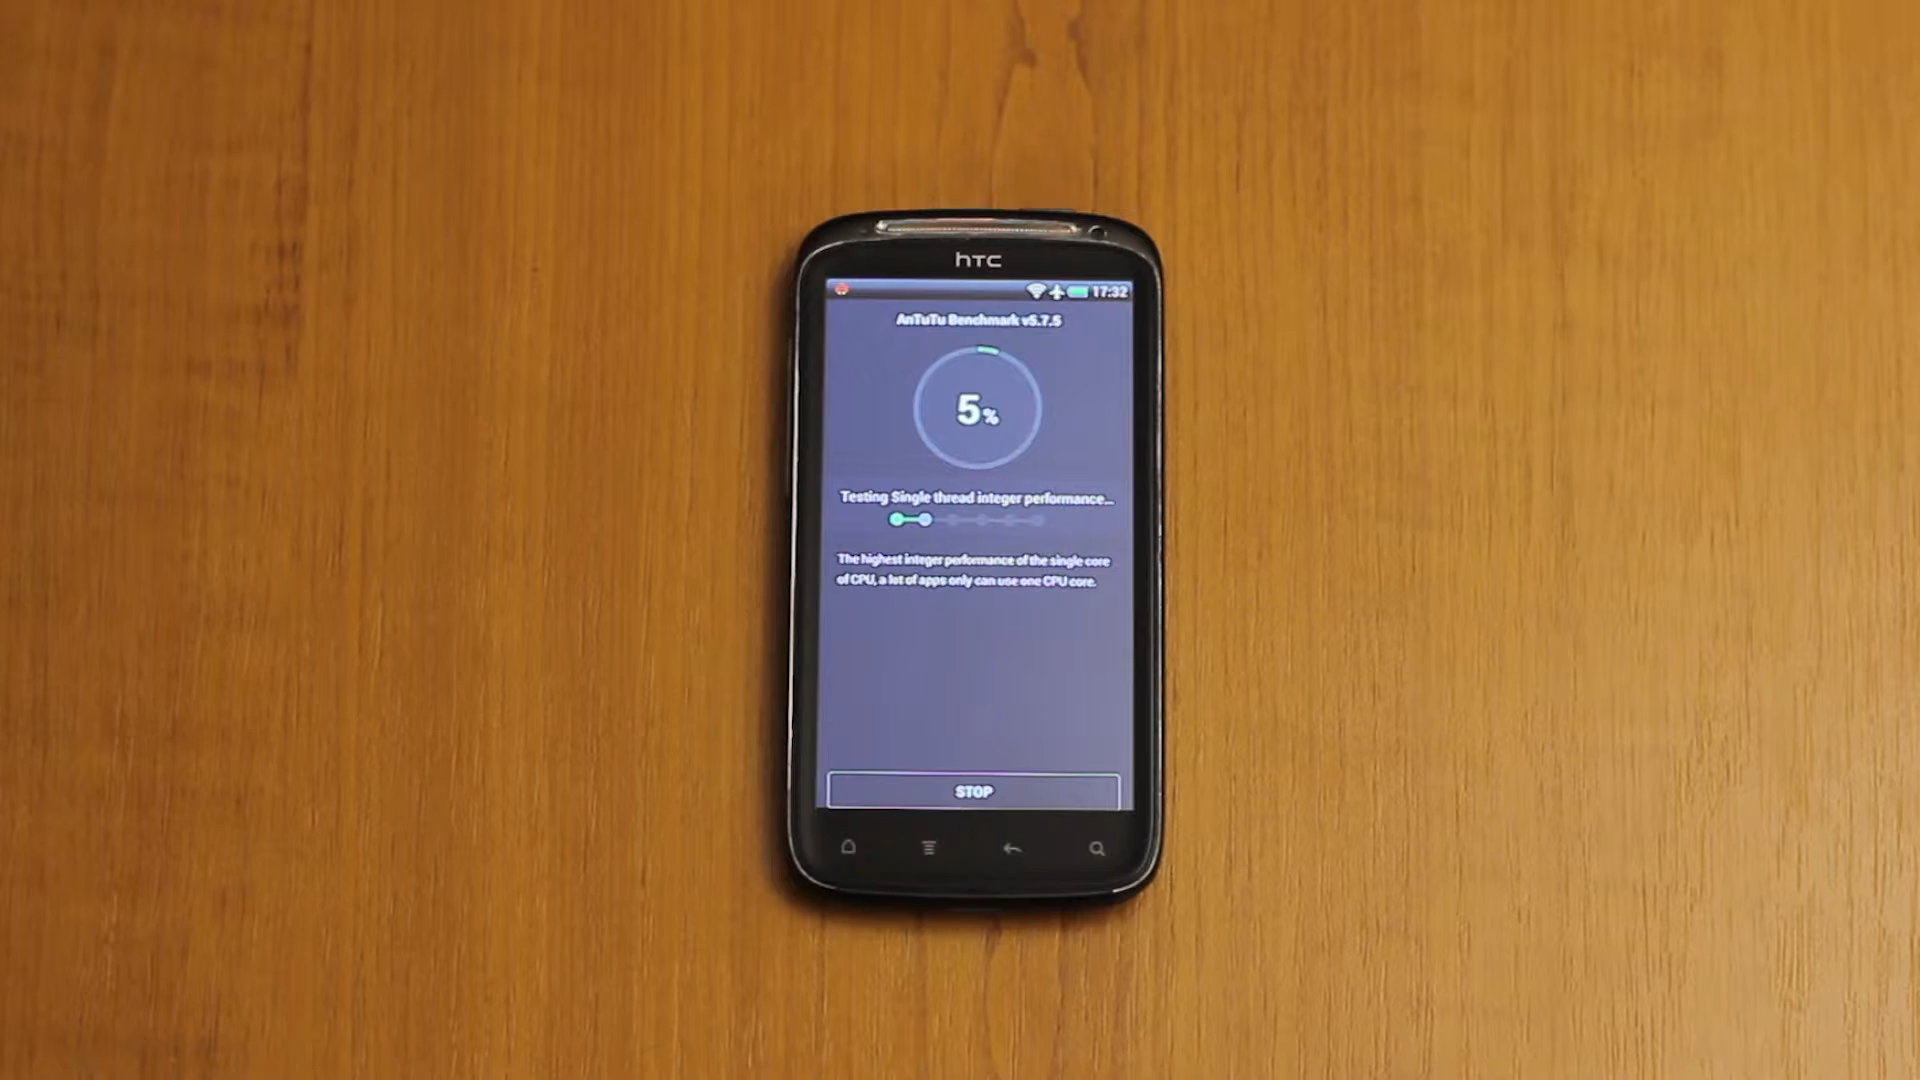 hTC
17:32
AnTuTu Benchmark v5.7.5
5%
Testing Single thread integer performance...
The highest integer performance of the single core
of CPU, a lot of apps only can use one CPU core.
STOP